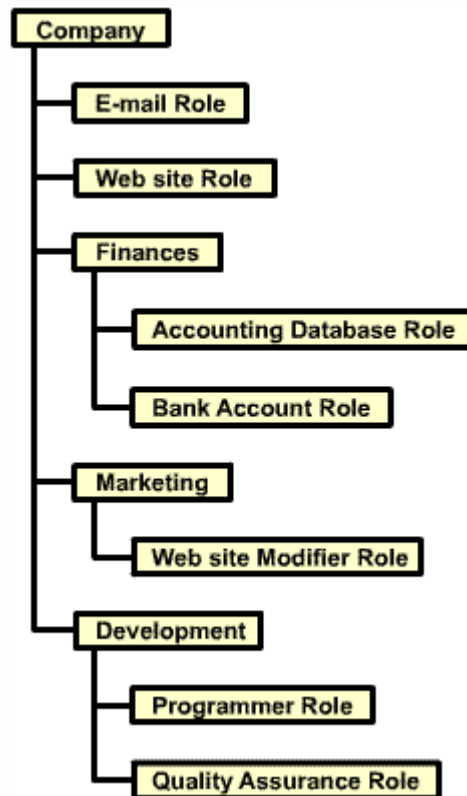 Company
E-mail Role
Web site Role
Finances
Accounting Database Role
Bank Account Role
Marketing
Web site Modifier Role
Development
Programmer Role
Quality Assurance Role